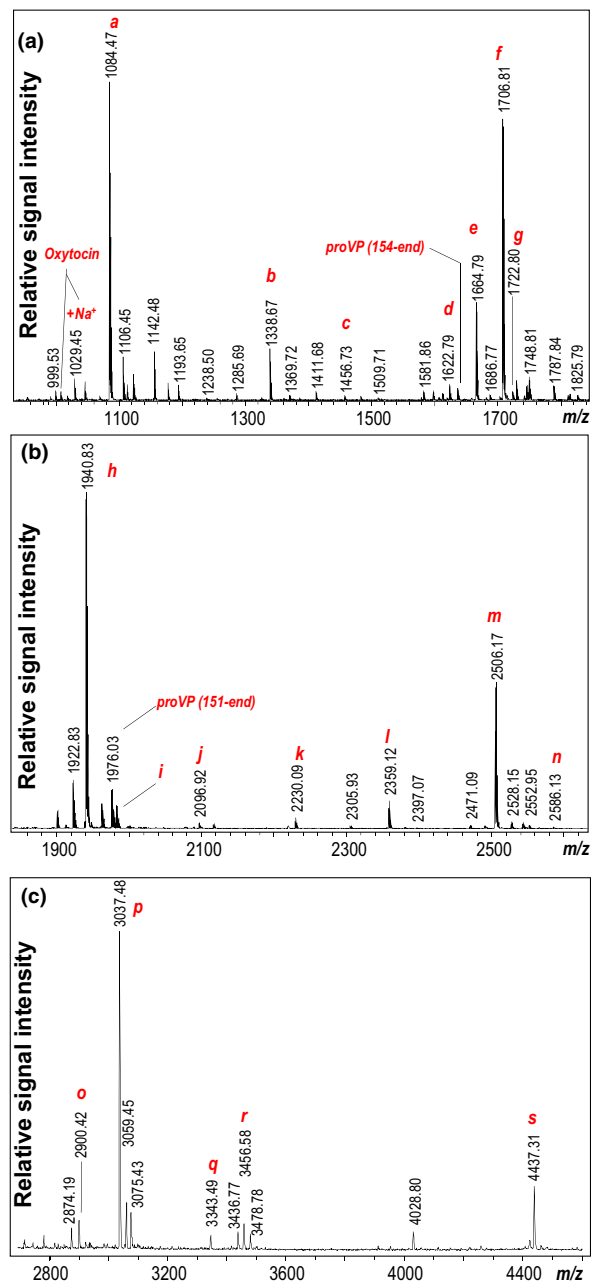 (a)
Relative signal intensity
a
1084.47
f
1706.81
Oxytocin
+Na+
999.53
1029.45
1106.45
1142.48
1193.65
1238.50
1285.69
b
1338.67
1369.72
1411.68
c
1456.73
1509.71
proVP (154-end)
1581.86
d
1622.79
e
1664.79
1686.77
g
1722.80
1748.81
1787.84
1825.79
1100
1300
1500
1700
m/z
(b)
Relative signal intensity
1940.83
h
1922.83
proVP (151-end)
1976.03
i
j
2096.92
k
2230.09
2305.93
l
2359.12
2397.07
2471.09
m
2506.17
2528.15
2552.95
n
2586.13
1900
2100
2300
2500
m/z
(c)
Relative signal intensity
3037.48
p
o
2874.19
2900.42
3059.45
3075.43
q
3343.49
3436.77
r
3456.58
3478.78
4028.80
s
4437.31
2800
3200
3600
4000
4400
m/z